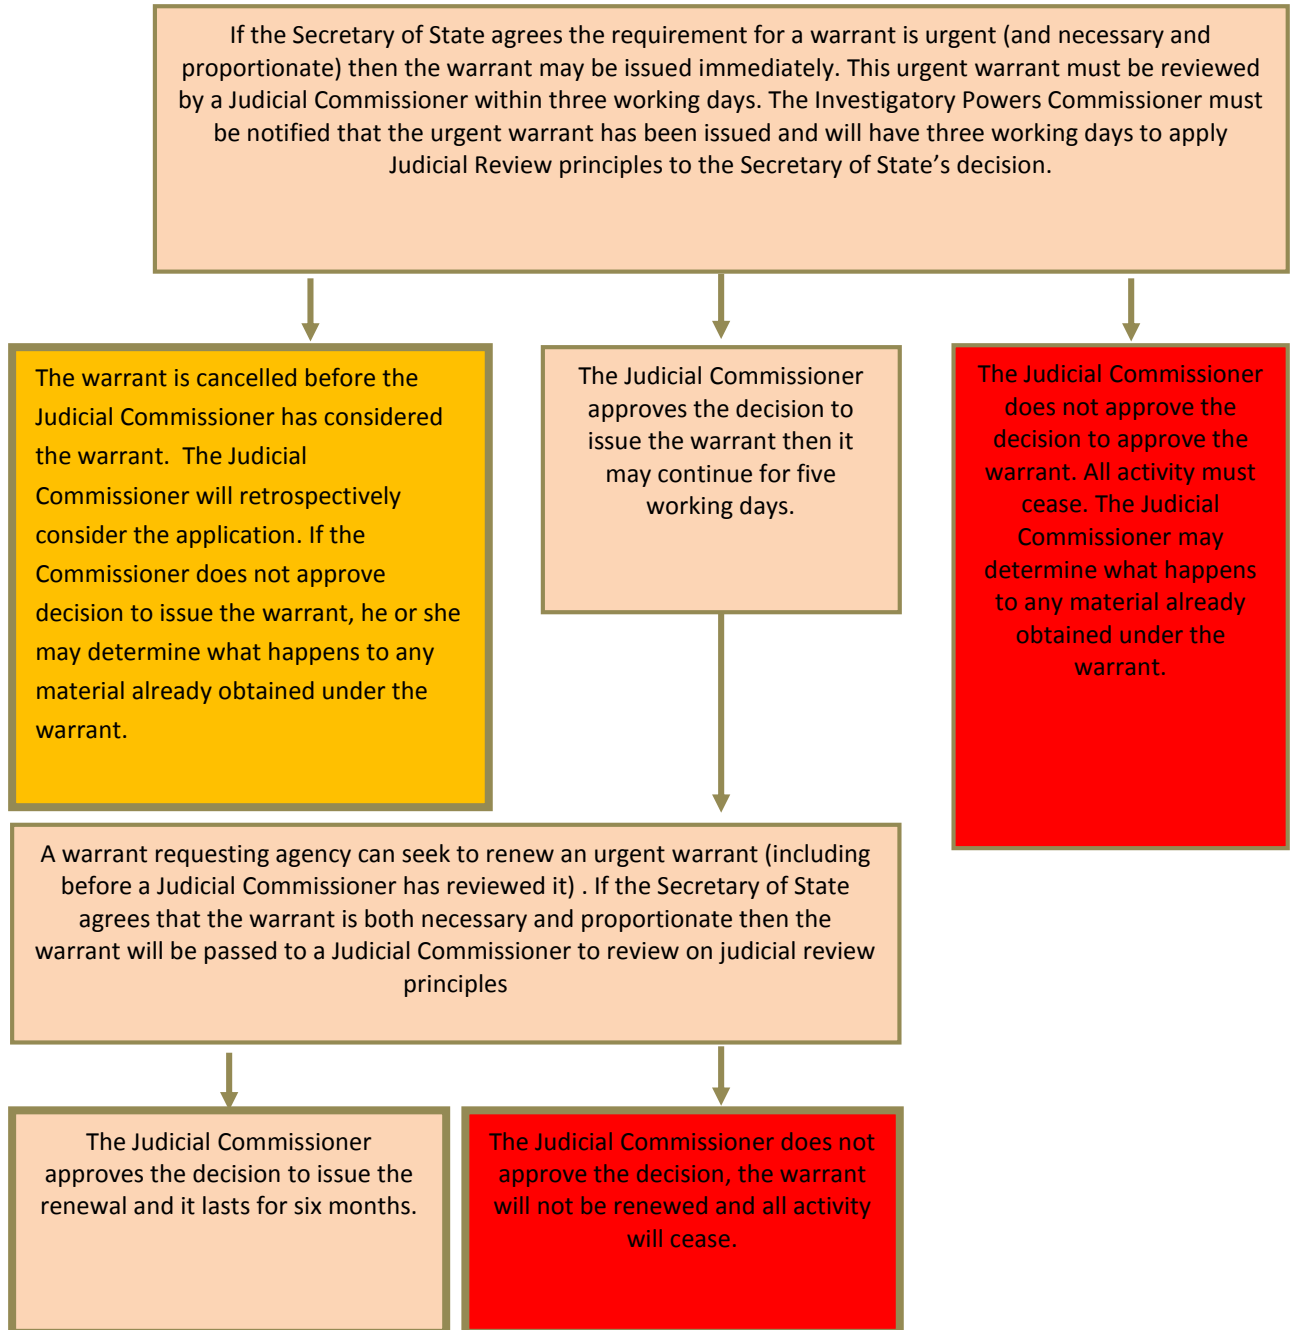 If the Secretary of State agrees the requirement for a warrant is urgent (and necessary and
proportionate) then the warrant may be issued immediately. This urgent warrant must be reviewed
by a Judicial Commissioner within three working days. The Investigatory Powers Commissioner must
be notified that the urgent warrant has been issued and will have three working days to apply
Judicial Review principles to the Secretary of State’s decision.
The warrant is cancelled before the
Judicial Commissioner has considered
the warrant.  The Judicial
Commissioner will retrospectively
consider the application. If the
Commissioner does not approve
decision to issue the warrant, he or she
may determine what happens to any
material already obtained under the
warrant.
The Judicial Commissioner
approves the decision to
issue the warrant then it
may continue for five
working days.
The Judicial Commissioner
does not approve the
decision to approve the
warrant. All activity must
cease. The Judicial
Commissioner may
determine what happens
to any material already
obtained under the
warrant.
A warrant requesting agency can seek to renew an urgent warrant (including
before a Judicial Commissioner has reviewed it) . If the Secretary of State
agrees that the warrant is both necessary and proportionate then the
warrant will be passed to a Judicial Commissioner to review on judicial review
principles
The Judicial Commissioner
approves the decision to issue the
renewal and it lasts for six months.
The Judicial Commissioner does not
approve the decision, the warrant
will not be renewed and all activity
will cease.